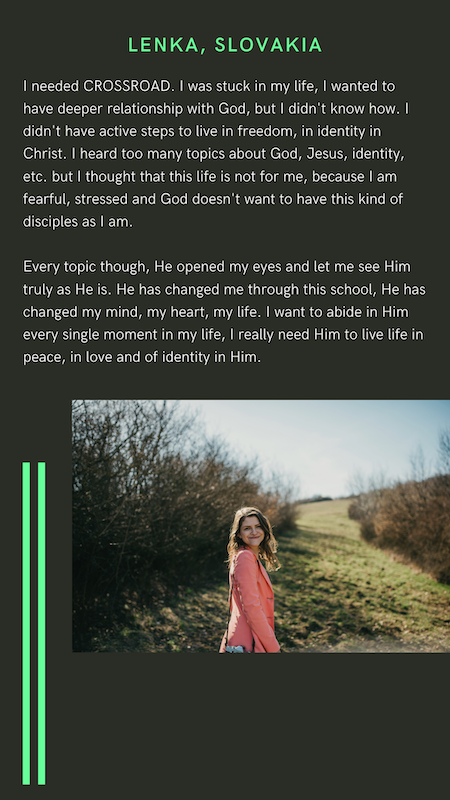 LENKA, SLOVAKIA
I needed CROSSROAD. I was stuck in my life, I wanted to
have deeper relationship with God, but I didn't know how. I
didn't have active steps to live in freedom, in identity in
Christ. I heard too many topics about God, Jesus, identity,
etc. but I thought that this life is not for me, because I am
fearful, stressed and God doesn't want to have this kind of
disciples as I am.
Every topic though, He opened my eyes and let me see Him
truly as He is. He has changed me through this school, He has
changed my mind, my heart, my life. I want to abide in Him
every single moment in my life, I really need Him to live life in
peace, in love and of identity in Him.